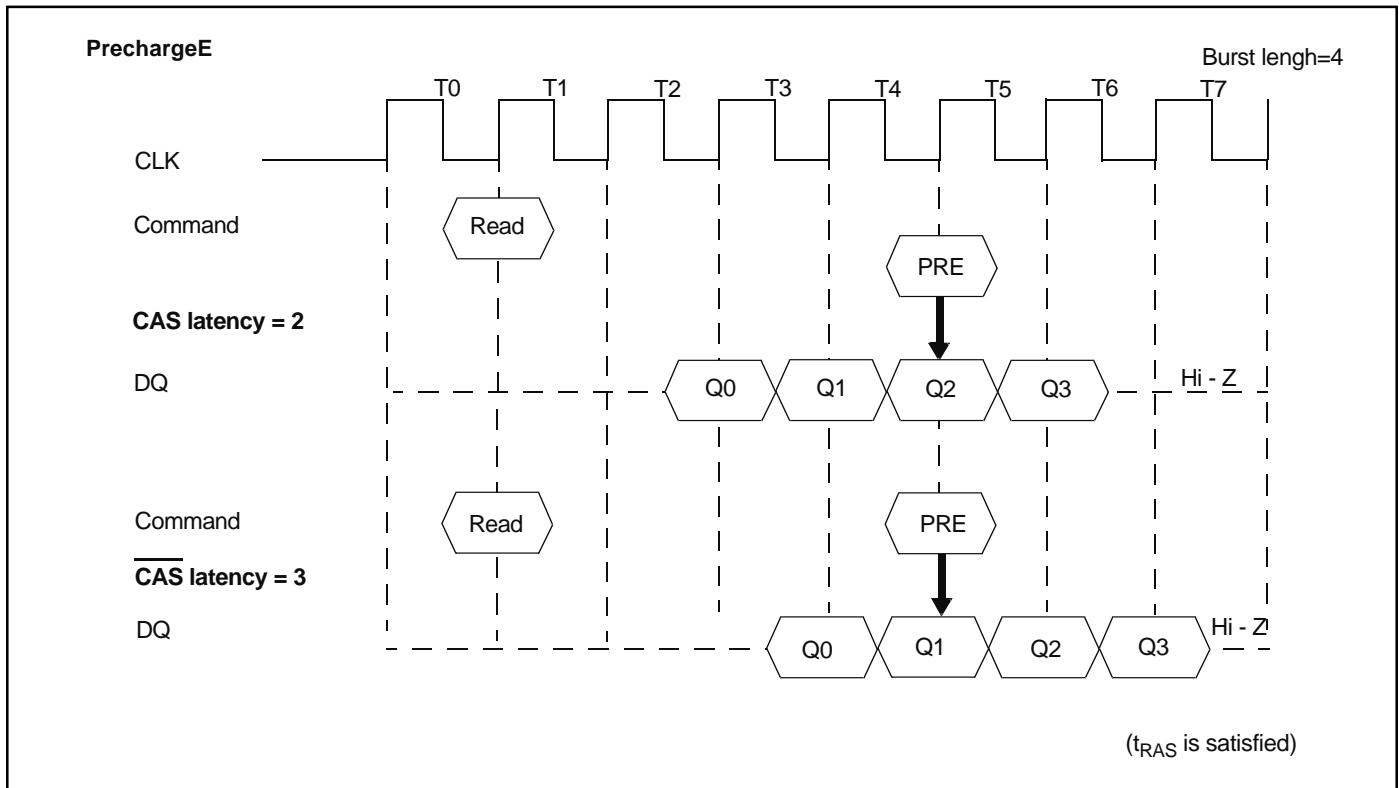 PrechargeE
Burst lengh=4
T0 T1 T2 T3 T4 T5 T6 T7
CLK
Command Read
PRE
CAS latency = 2
DQ Q0 Q1 Q2 Q3 Hi - Z
Command Read PRE
C̅A̅S̅ latency = 3
DQ Q0 Q1 Q2 Q3 Hi - Z
(tRAS is satisfied)